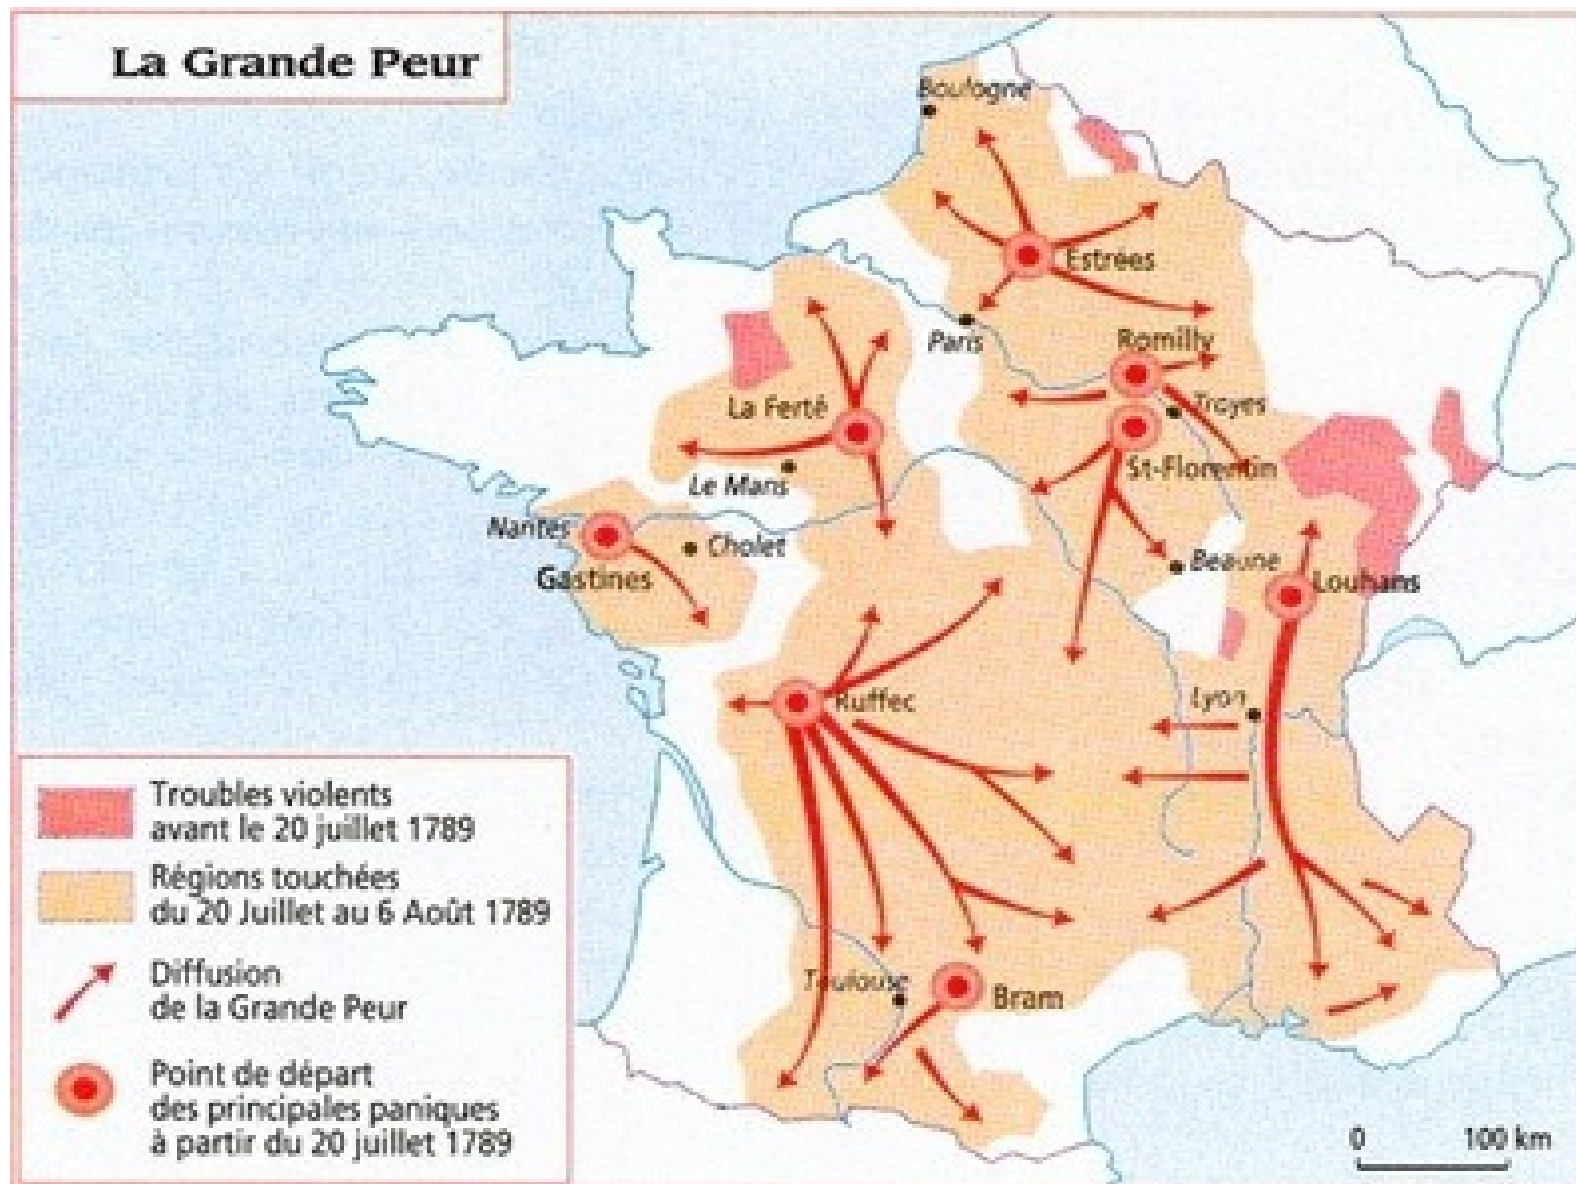 La Grande Peur
Boulogne
Estrées
Paris
Romilly
La Ferté
Troyes
St-Florentin
Le Mans
Nantes
Cholet
Beaune
Gastines
Louhans
Ruffec
Lyon
Toulouse
Bram
Troubles violents
avant le 20 juillet 1789
Régions touchées
du 20 Juillet au 6 Août 1789
Diffusion
de la Grande Peur
Point de départ
des principales paniques
à partir du 20 juillet 1789
0 100 km